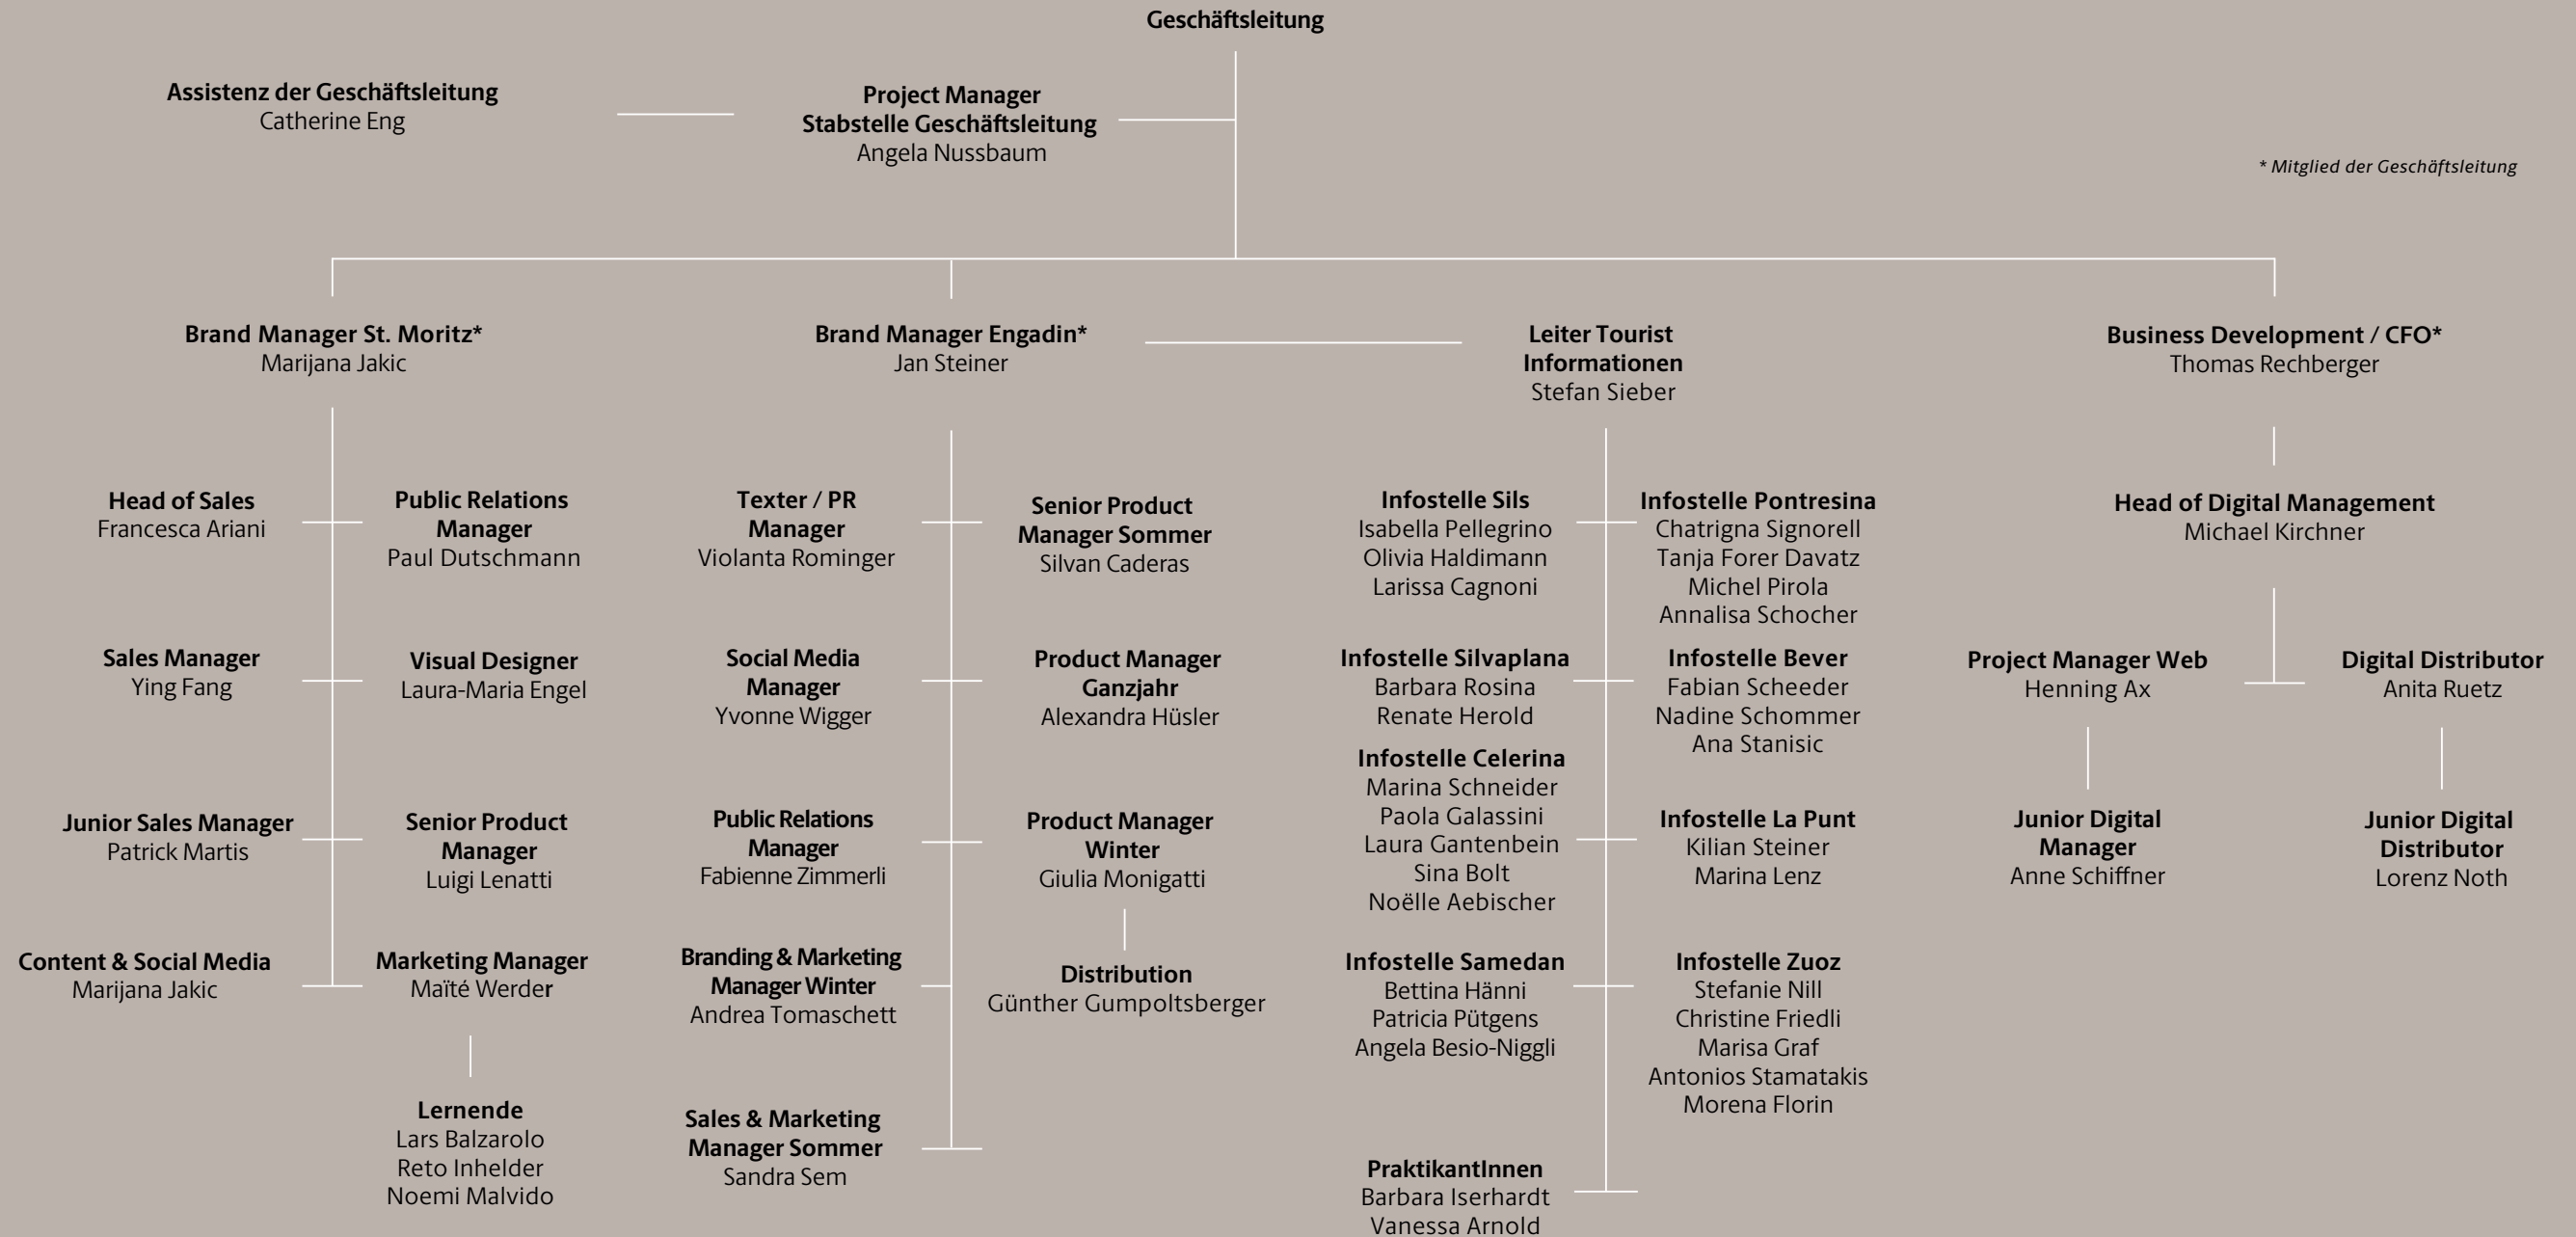 Geschäftsleitung
Assistenz der Geschäftsleitung
Catherine Eng
Project Manager
Stabstelle Geschäftsleitung
Angela Nussbaum
* Mitglied der Geschäftsleitung
Brand Manager St. Moritz*
Marijana Jakic
Brand Manager Engadin*
Jan Steiner
Leiter Tourist
Informationen
Stefan Sieber
Business Development / CFO*
Thomas Rechberger
Head of Sales
Francesca Ariani
Public Relations
Manager
Paul Dutschmann
Sales Manager
Ying Fang
Visual Designer
Laura-Maria Engel
Junior Sales Manager
Patrick Martis
Senior Product
Manager
Luigi Lenatti
Content & Social Media
Marijana Jakic
Marketing Manager
Maïté Werder
Lernende
Lars Balzarolo
Reto Inhelder
Noemi Malvido
Texter / PR
Manager
Violanta Rominger
Senior Product
Manager Sommer
Silvan Caderas
Social Media
Manager
Yvonne Wigger
Product Manager
Ganzjahr
Alexandra Hüsler
Public Relations
Manager
Fabienne Zimmerli
Product Manager
Winter
Giulia Monigatti
Branding & Marketing
Manager Winter
Andrea Tomaschett
Distribution
Günther Gumpoltsberger
Sales & Marketing
Manager Sommer
Sandra Sem
Infostelle Sils
Isabella Pellegrino
Olivia Haldimann
Larissa Cagnoni
Infostelle Pontresina
Chatrigna Signorell
Tanja Forer Davatz
Michel Pirola
Annalisa Schocher
Infostelle Silvaplana
Barbara Rosina
Renate Herold
Infostelle Bever
Fabian Scheeder
Nadine Schommer
Ana Stanisic
Infostelle Celerina
Marina Schneider
Paola Galassini
Laura Gantenbein
Sina Bolt
Noëlle Aebischer
Infostelle La Punt
Kilian Steiner
Marina Lenz
Infostelle Samedan
Bettina Hänni
Patricia Pütgens
Angela Besio-Niggli
Infostelle Zuoz
Stefanie Nill
Christine Friedli
Marisa Graf
Antonios Stamatakis
Morena Florin
PraktikantInnen
Barbara Iserhardt
Vanessa Arnold
Head of Digital Management
Michael Kirchner
Project Manager Web
Henning Ax
Digital Distributor
Anita Ruetz
Junior Digital
Manager
Anne Schiffner
Junior Digital
Distributor
Lorenz Noth